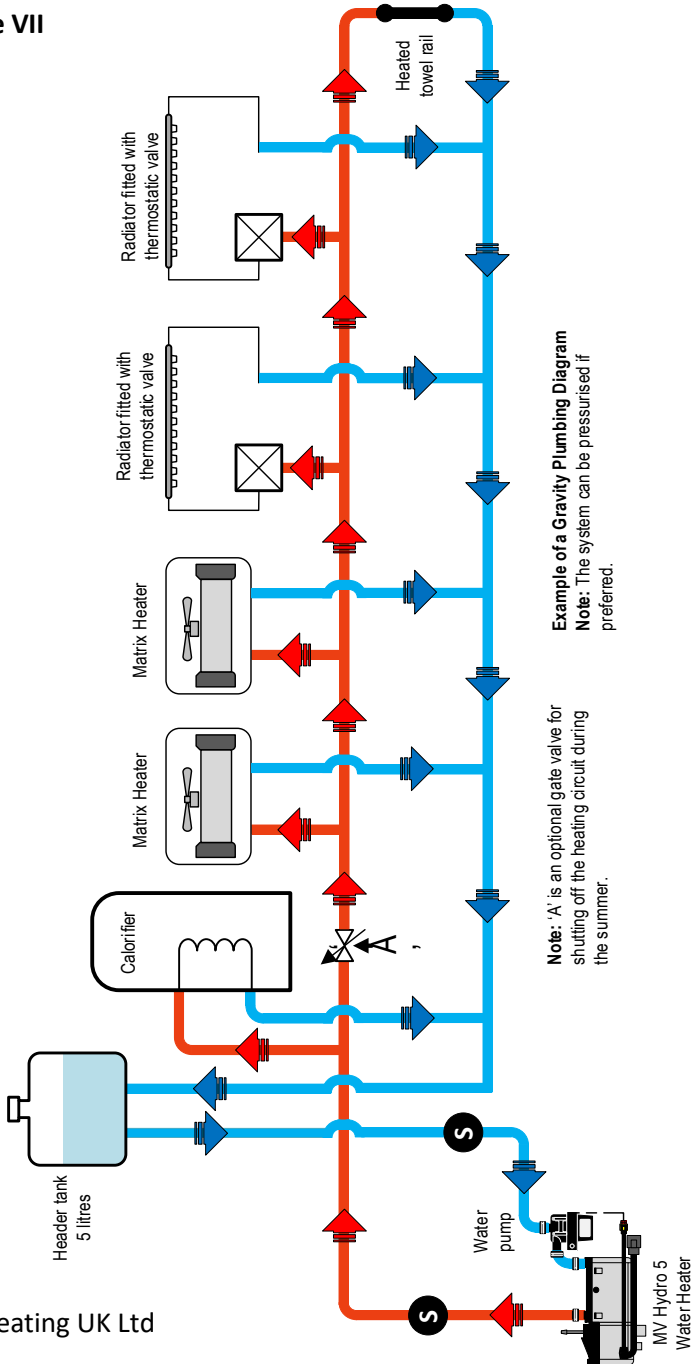 e VII
Heated
towel rail
Radiator fitted with
thermostatic valve
Radiator fitted with
thermostatic valve
Matrix Heater
Matrix Heater
Calorifier
Header tank
5 litres
‘A’
S
S
Water
pump
MV Hydro 5
Water Heater
Example of a Gravity Plumbing Diagram
Note: The system can be pressurised if
preferred.
Note: ‘A’ is an optional gate valve for
shutting off the heating circuit during
the summer.
eating UK Ltd